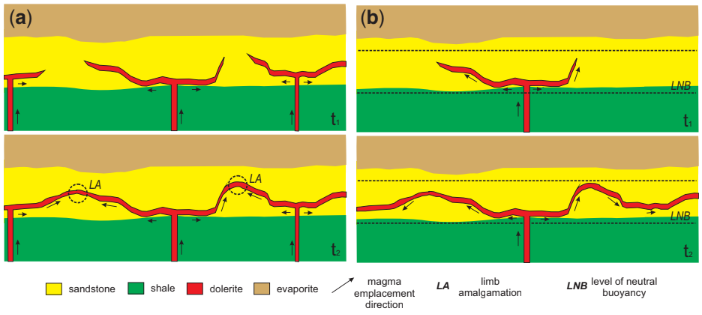 (a)
(b)
LNB
t1
t1
LA
LA
LNB
t2
t2
sandstone
shale
dolerite
evaporite
magma
emplacement
direction
LA
limb
amalgamation
LNB
level of neutral
buoyancy